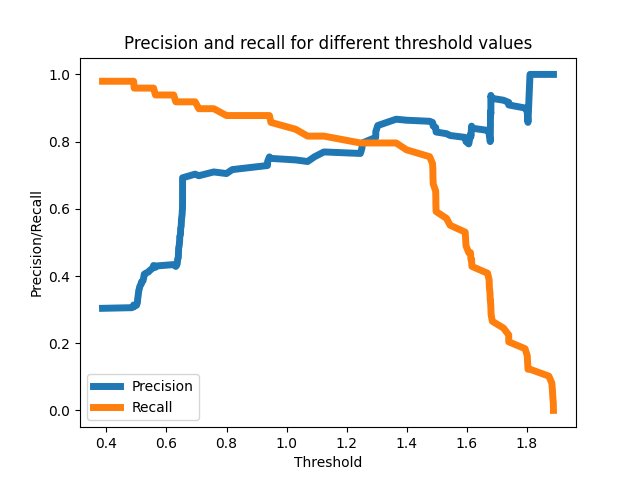 Precision and recall for different threshold values
Precision/Recall
1.0
0.8
0.6
0.4
0.2
0.0
Precision
Recall
0.4 0.6 0.8 1.0 1.2 1.4 1.6 1.8
Threshold